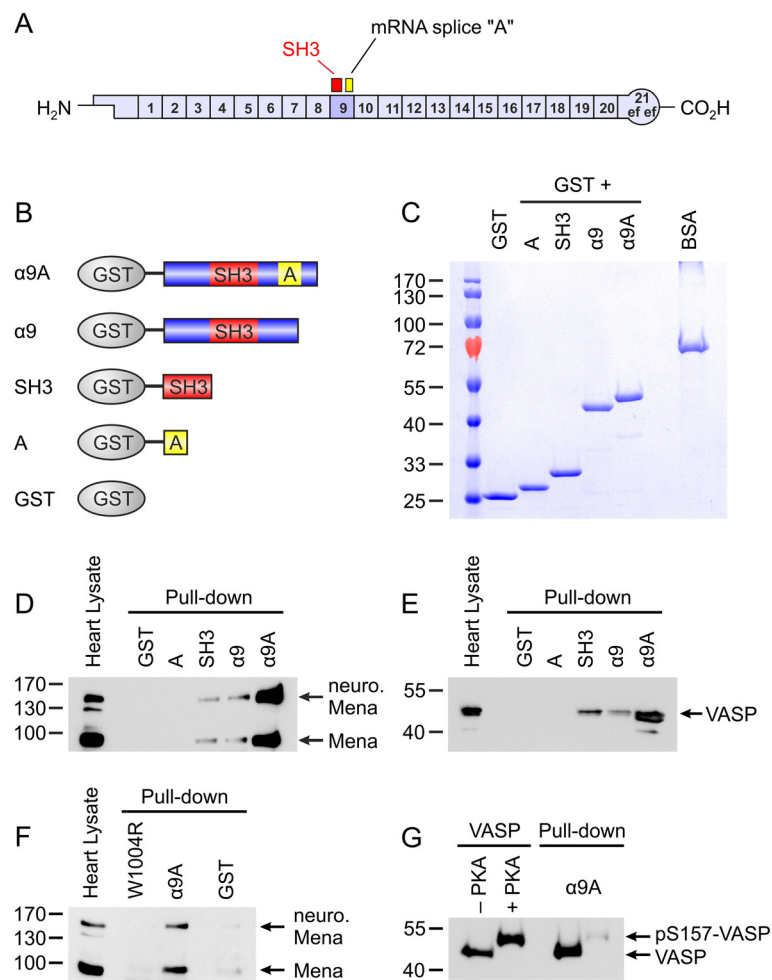 A
mRNA splice "A"
SH3
H₂N 1 2 3 4 5 6 7 8 9 10 11 12 13 14 15 16 17 18 19 20 21 ef ef CO₂H
B
α9A GST SH3 A
α9 GST SH3
SH3 GST SH3
A GST A
GST GST
C
GST +
GST A SH3 α9 α9A BSA
170
130
100
72
55
40
33
25
D
Heart Lysate
Pull-down
GST A SH3 α9 α9A
170
130
100
neuro.
Mena
Mena
E
Heart Lysate
Pull-down
GST A SH3 α9 α9A
55
40
VASP
F
Heart Lysate
Pull-down
W1004R α9A GST
170
130
100
neuro.
Mena
Mena
G
VASP Pull-down
– PKA + PKA α9A
55
40
pS157-VASP
VASP